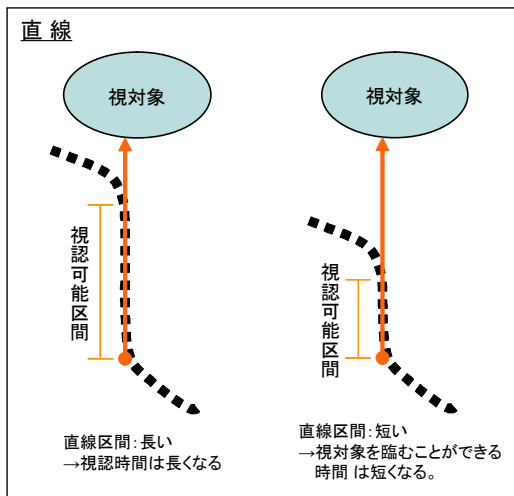 直線
視対象
視認可能区間
直線区間:長い
→視認時間は長くなる
視対象
視認可能区間
直線区間:短い
→視対象を臨むことができる
時間 は短くなる。